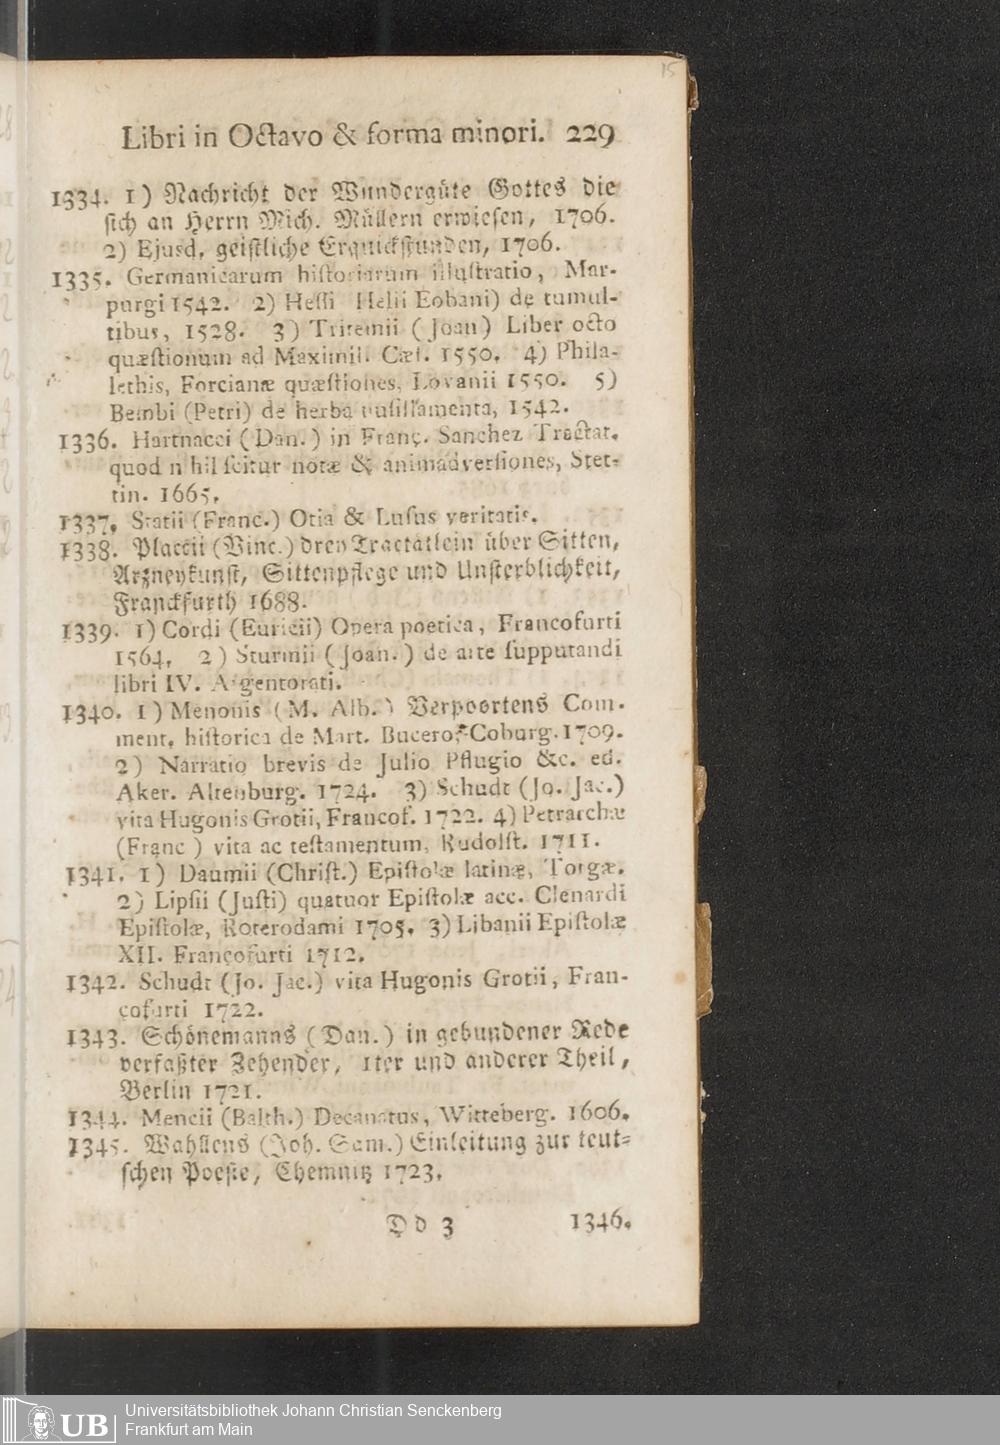 15
Libri in Octavo & forma minori. 229
1334. 1) Nachricht der Wundergüte Gottes die
sich an Herrn Mich. Müllern erwiesen, 1706.
2) Ejusd. geistliche Erquickstunden, 1706.
1335. Germanicarum historiarum illustratio, Mar-
purgi 1542. 2) Hessi Helii Eobani) de tumul-
tibus, 1528. 3) Tritemii (Joan) Liber octo
quæstionum ad Maximil. Cæs. 1550. 4) Phila-
lethis, Forcianæ quæstiones, Lovanii 1550. 5)
Bembi (Petri) de herba 1542.
1336. Hartnacci (Dan.) in Franç. Sanchez Tractat.
quod nihil scitur notæ & animadversiones, Stet-
tin. 1665.
1337. Statii (Franc.) Otia & Lusus veritatis.
1338. Placcii (Vinc.) drey Tractätlein über Sitten,
Arzneykunst, Sittenpflege und Unsterblichkeit,
Franckfurth 1688.
1339. 1) Cordi (Euricii) Opera poetica, Francofurti
1564. 2) Sturmii (Joan.) de arte supputandi
libri IV. Argentorati.
1340. 1) Menonis (M. Alb.) Verpoortens Com-
ment. historica de Mart. Bucero, Coburg. 1709.
2) Narratio brevis de Julio Pflugio &c. ed.
Aker. Altenburg. 1724. 3) Schudt (Jo. Jac.)
vita Hugonis Grotii, Francof. 1722. 4) Petrarchæ
(Franc) vita ac testamentum, Rudolst. 1711.
1341. 1) Daumii (Christ.) Epistolæ latinæ, Torgæ.
2) Lipsii (Justi) quatuor Epistolæ acc. Clenardi
Epistolæ, Roterodami 1705. 3) Libanii Epistolæ
XII. Francofurti 1712.
1342. Schudt (Jo. Jac.) vita Hugonis Grotii, Fran-
cofurti 1722.
1343. Schönemanns (Dan.) in gebundener Rede
verfaßter Zehender, 1ter und anderer Theil,
Berlin 1721.
1344. Mencii (Balth.) Decanatus, Witteberg. 1606.
1345. Wahllens (Joh. Sam.) Einleitung zur teut-
schen Poesie, Chemnitz 1723.
D d 3 1346.
UB Universitätsbibliothek Johann Christian Senckenberg
Frankfurt am Main